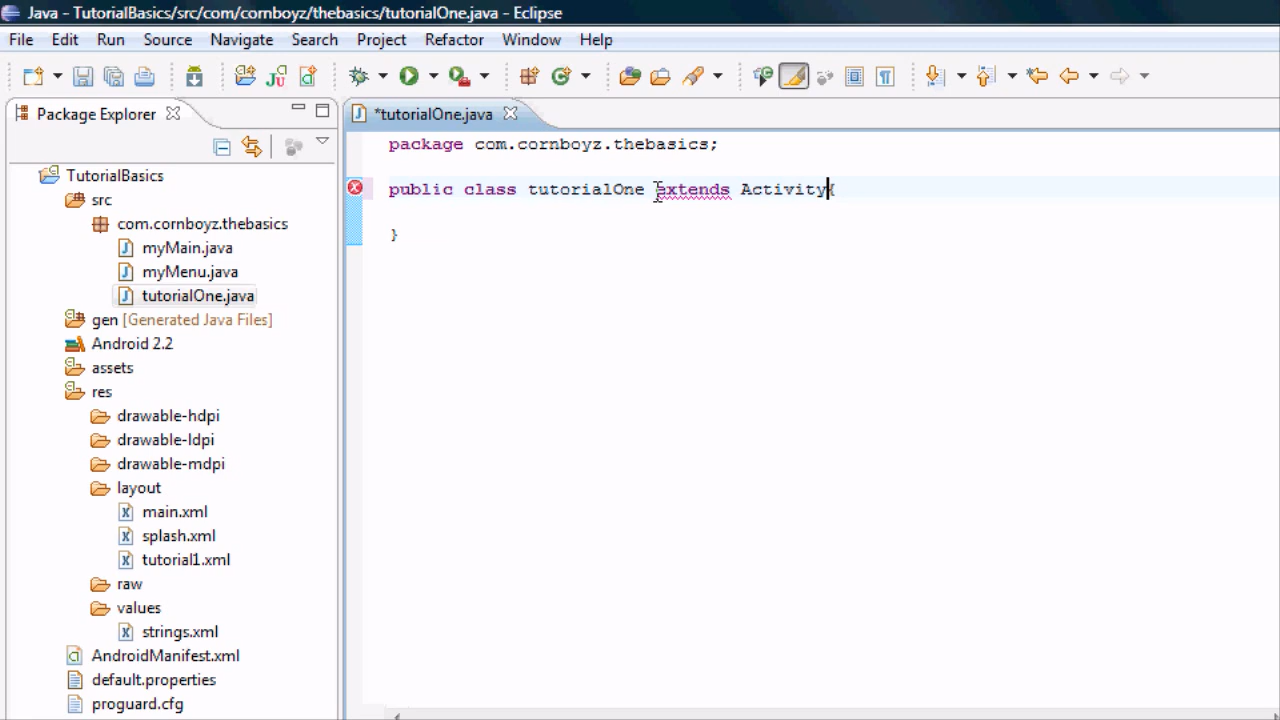 Java - TutorialBasics/src/com/cornboyz/thebasics/tutorialOne.java - Eclipse
File Edit Run Source Navigate Search Project Refactor Window Help
Package Explorer
TutorialBasics
src
com.cornboyz.thebasics
myMain.java
myMenu.java
tutorialOne.java
gen [Generated Java Files]
Android 2.2
assets
res
drawable-hdpi
drawable-ldpi
drawable-mdpi
layout
main.xml
splash.xml
tutorial1.xml
raw
values
strings.xml
AndroidManifest.xml
default.properties
proguard.cfg
*tutorialOne.java
package com.cornboyz.thebasics;
public class tutorialOne extends Activity{
}